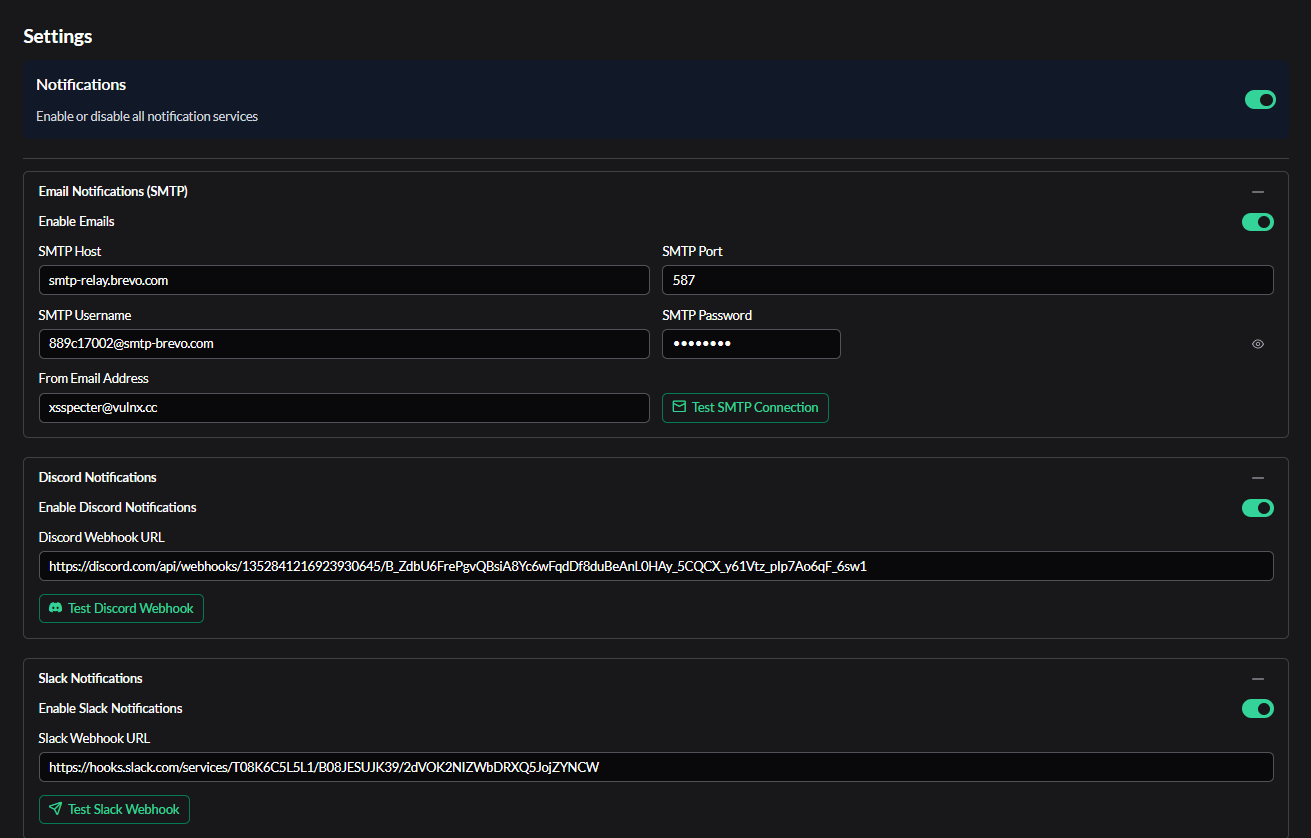 Settings
Notifications
Enable or disable all notification services
Email Notifications (SMTP)
Enable Emails
SMTP Host
SMTP Port
smtp-relay.brevo.com
587
SMTP Username
SMTP Password
889c17002@smtp-brevo.com
••••••••
From Email Address
xsspecter@vulnx.cc
Test SMTP Connection
Discord Notifications
Enable Discord Notifications
Discord Webhook URL
https://discord.com/api/webhooks/1352841216923930645/B_ZdbU6FrePgvQBsiA8Yc6wFqdDf8duBeAnL0HAy_5CQCX_y61Vtz_pIp7Ao6qF_6sw1
Test Discord Webhook
Slack Notifications
Enable Slack Notifications
Slack Webhook URL
https://hooks.slack.com/services/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
Test Slack Webhook